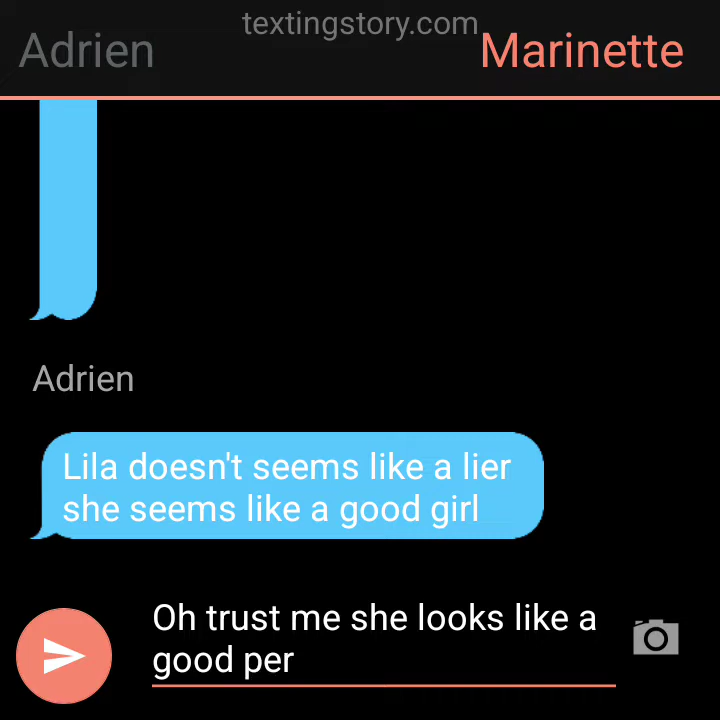 textingstory.com
Adrien
Marinette
Adrien
Lila doesn't seems like a lier
she seems like a good girl
Oh trust me she looks like a
good per